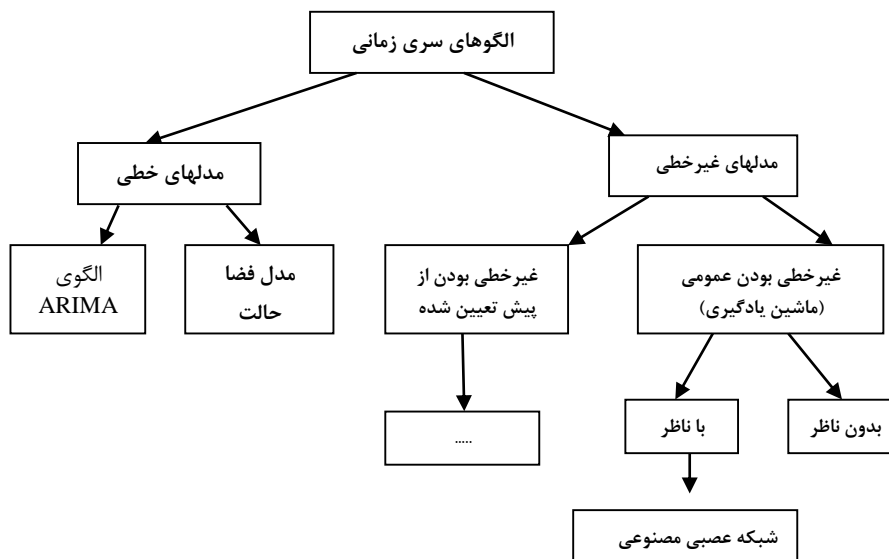 الگوهای سری زمانی
مدلهای غیرخطی
مدلهای خطی
غیرخطی بودن عمومی
(ماشین یادگیری)
غیرخطی بودن از
پیش تعیین شده
مدل فضا
حالت
الگوی
ARIMA
بدون ناظر
با ناظر
.....
شبکه عصبی مصنوعی